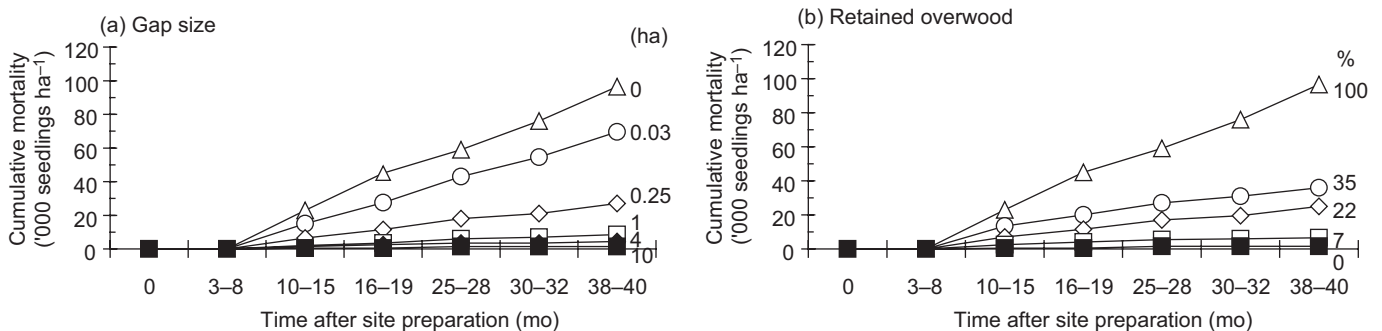 (a) Gap size
(ha)
120
100
80
60
40
20
0
Cumulative mortality
('000 seedlings ha⁻¹)
0
0.03
0.25
1
4
10
0 3–8 10–15 16–19 25–28 30–32 38–40
Time after site preparation (mo)
(b) Retained overwood
%
120
100
80
60
40
20
0
Cumulative mortality
('000 seedlings ha⁻¹)
100
35
22
7
0
0 3–8 10–15 16–19 25–28 30–32 38–40
Time after site preparation (mo)